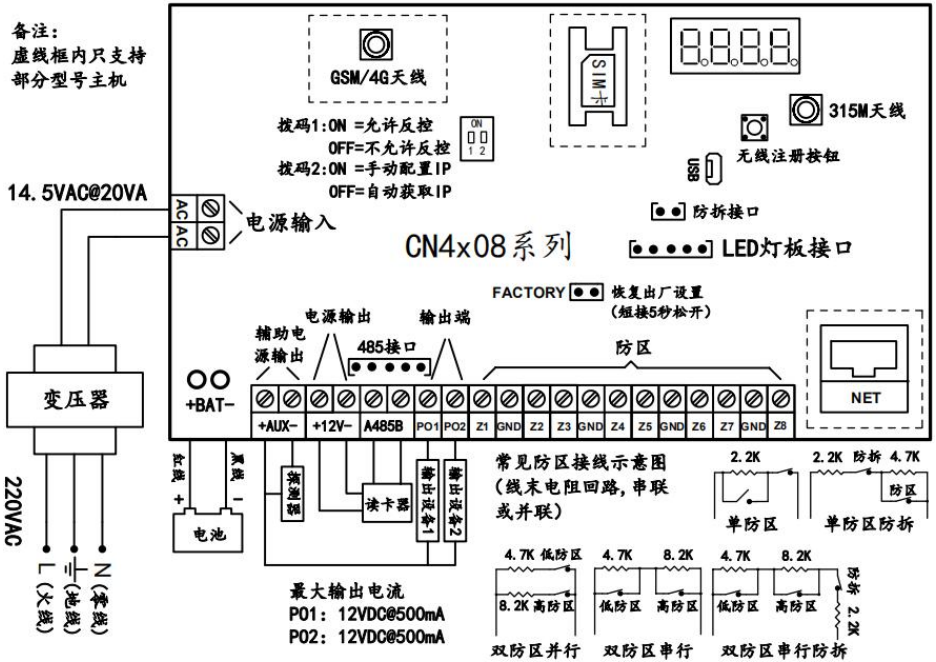 备注：
虚线框内只支持
部分型号主机
GSM/4G天线
SIM卡
315M天线
无线注册按钮
USB
拨码1:ON =允许反控
OFF=不允许反控
拨码2:ON =手动配置IP
OFF=自动获取IP
ON
1 2
防拆接口
14.5VAC@20VA
AC
AC
电源输入
CN4x08系列
LED灯板接口
FACTORY
恢复出厂设置
(短接5秒松开)
辅助电
源输出
电源输出
485接口
输出端
防区
NET
变压器
+BAT-
+AUX-
+12V-
A485B
PO1
PO2
Z1
GND
Z2
Z3
GND
Z4
Z5
GND
Z6
Z7
GND
Z8
红线
+
黑线
-
电池
探测器
读卡器
输出设备1
输出设备2
220VAC
L(火线)
(地线)
N(零线)
最大输出电流
PO1: 12VDC@500mA
PO2: 12VDC@500mA
常见防区接线示意图
(线末电阻回路,串联
或并联)
2.2K
单防区
2.2K 防拆 4.7K
防区
单防区防拆
4.7K 低防区
8.2K 高防区
双防区并行
4.7K 8.2K
低防区 高防区
双防区串行
4.7K 8.2K
低防区 高防区
防拆 2.2K
双防区串行防拆